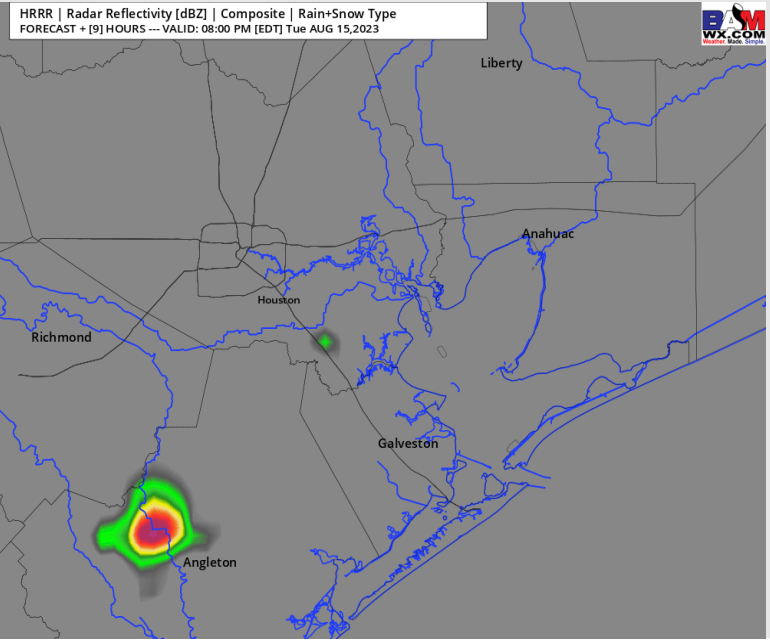 HRRR | Radar Reflectivity [dBZ] | Composite | Rain+Snow Type
FORECAST + [9] HOURS --- VALID: 08:00 PM [EDT] Tue AUG 15,2023
BAM
WX.COM
Weather. Made. Simple.
Liberty
Anahuac
Houston
Richmond
Galveston
Angleton